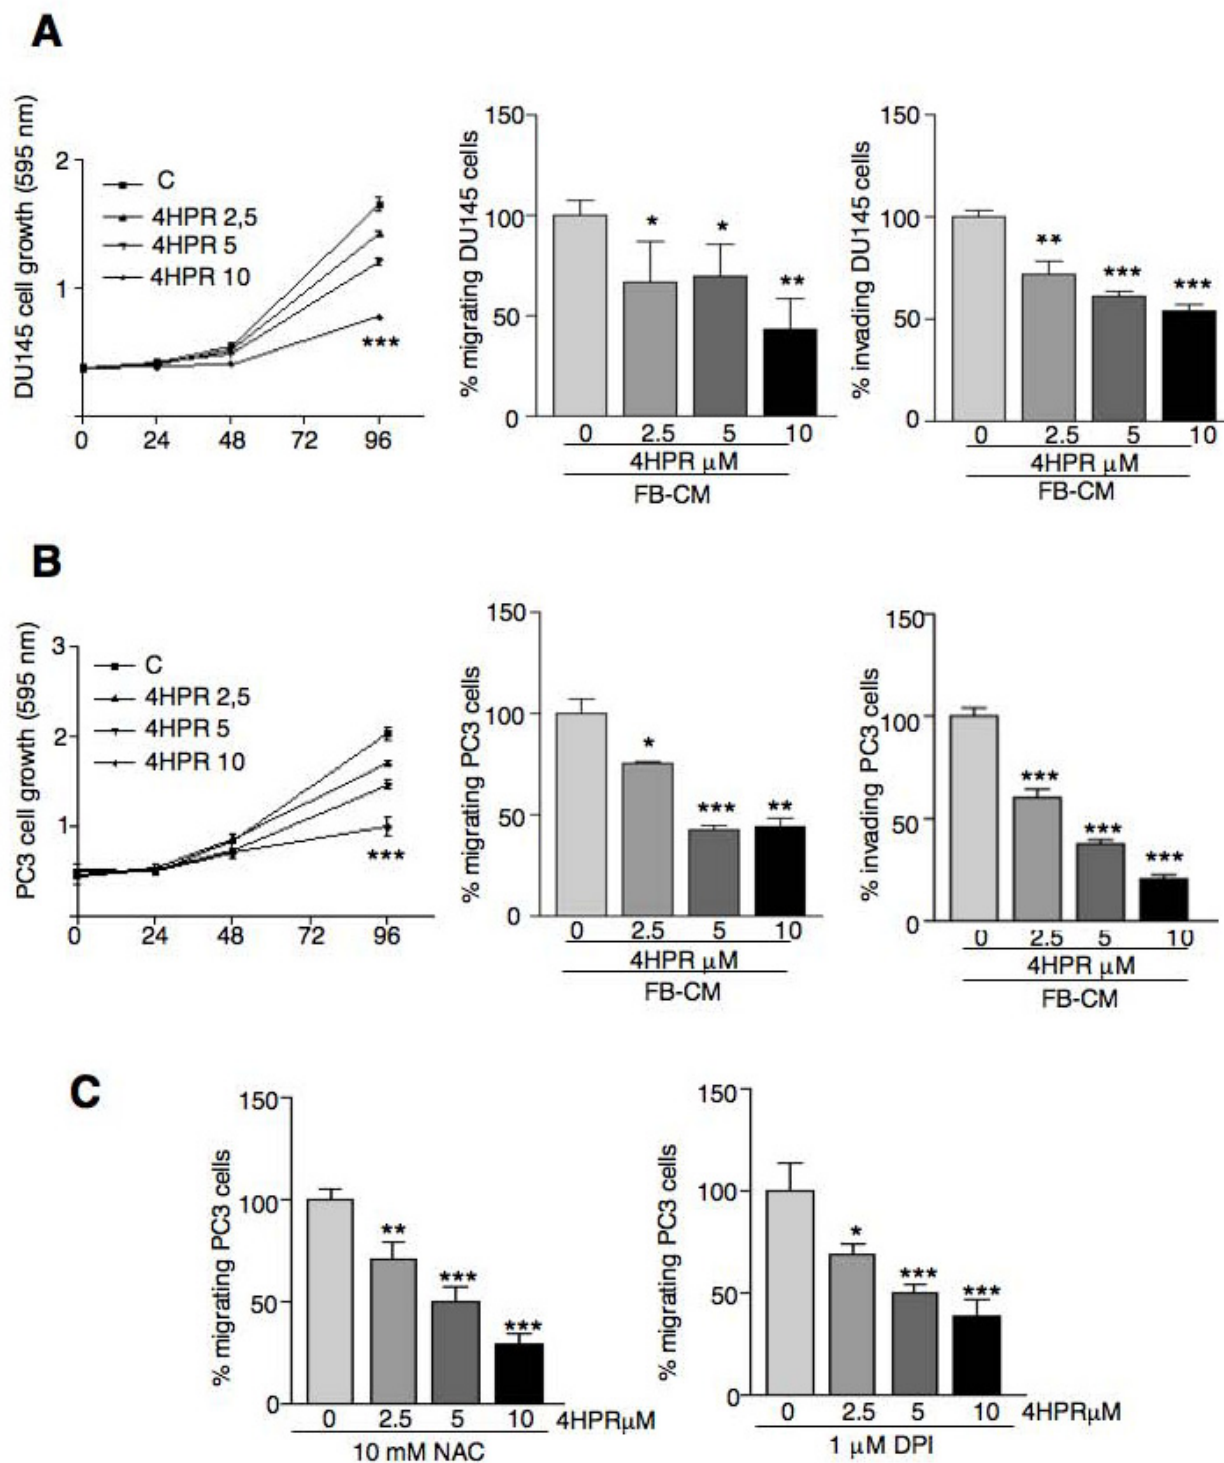 A
DU145 cell growth (595 nm)
2
1
C
4HPR 2,5
4HPR 5
4HPR 10
***
0 24 48 72 96
% migrating DU145 cells
150
100
50
0
*
*
**
0 2.5 5 10
4HPR μM
FB-CM
% invading DU145 cells
150
100
50
0
**
***
***
0 2.5 5 10
4HPR μM
FB-CM
B
PC3 cell growth (595 nm)
3
2
1
C
4HPR 2,5
4HPR 5
4HPR 10
***
0 24 48 72 96
% migrating PC3 cells
150
100
50
0
*
***
**
0 2.5 5 10
4HPR μM
FB-CM
% invading PC3 cells
150
100
50
0
***
***
***
0 2.5 5 10
4HPR μM
FB-CM
C
% migrating PC3 cells
150
100
50
0
**
***
***
0 2.5 5 10 4HPRμM
10 mM NAC
% migrating PC3 cells
150
100
50
0
*
***
***
0 2.5 5 10 4HPRμM
1 μM DPI